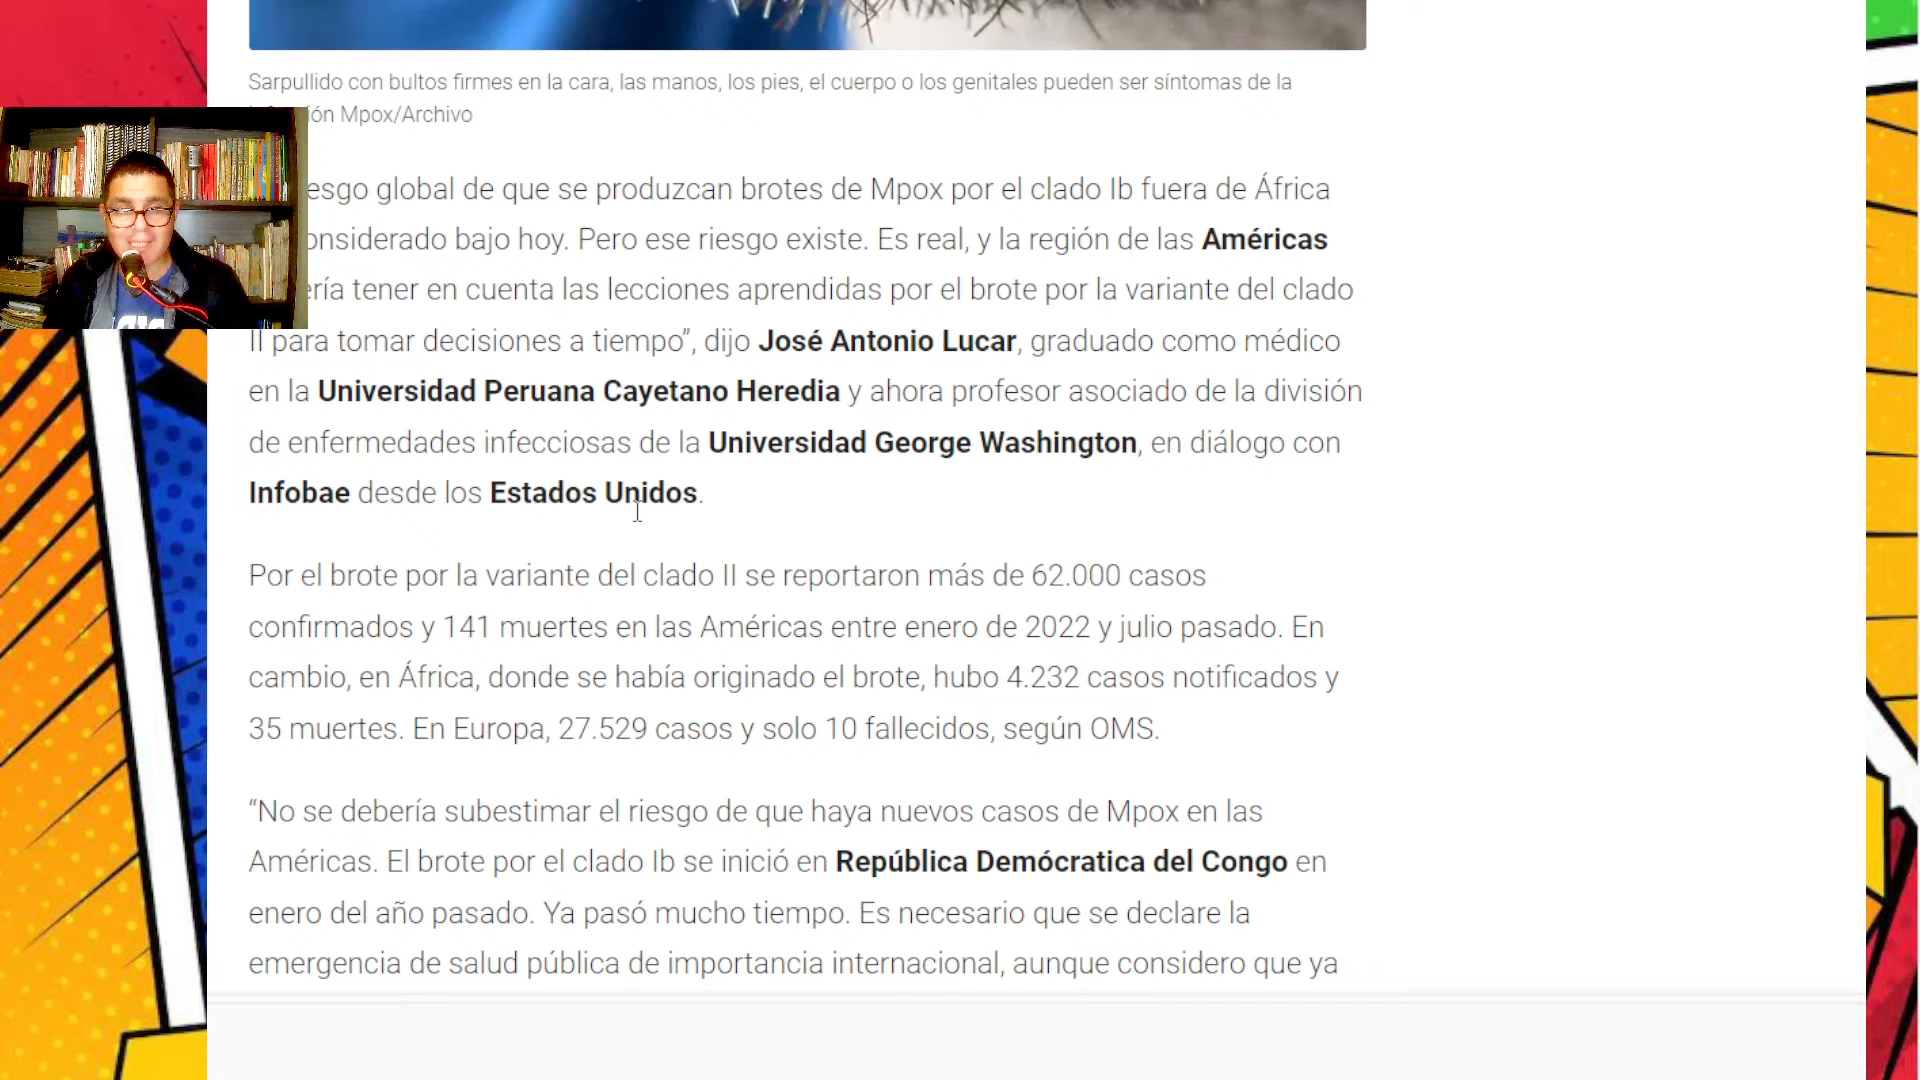 Sarpullido con bultos firmes en la cara, las manos, los pies, el cuerpo o los genitales pueden ser síntomas de la
ión Mpox/Archivo
esgo global de que se produzcan brotes de Mpox por el clado Ib fuera de África
onsiderado bajo hoy. Pero ese riesgo existe. Es real, y la región de las Américas
ería tener en cuenta las lecciones aprendidas por el brote por la variante del clado
II para tomar decisiones a tiempo”, dijo José Antonio Lucar, graduado como médico
en la Universidad Peruana Cayetano Heredia y ahora profesor asociado de la división
de enfermedades infecciosas de la Universidad George Washington, en diálogo con
Infobae desde los Estados Unidos.
Por el brote por la variante del clado II se reportaron más de 62.000 casos
confirmados y 141 muertes en las Américas entre enero de 2022 y julio pasado. En
cambio, en África, donde se había originado el brote, hubo 4.232 casos notificados y
35 muertes. En Europa, 27.529 casos y solo 10 fallecidos, según OMS.
“No se debería subestimar el riesgo de que haya nuevos casos de Mpox en las
Américas. El brote por el clado Ib se inició en República Demócratica del Congo en
enero del año pasado. Ya pasó mucho tiempo. Es necesario que se declare la
emergencia de salud pública de importancia internacional, aunque considero que ya